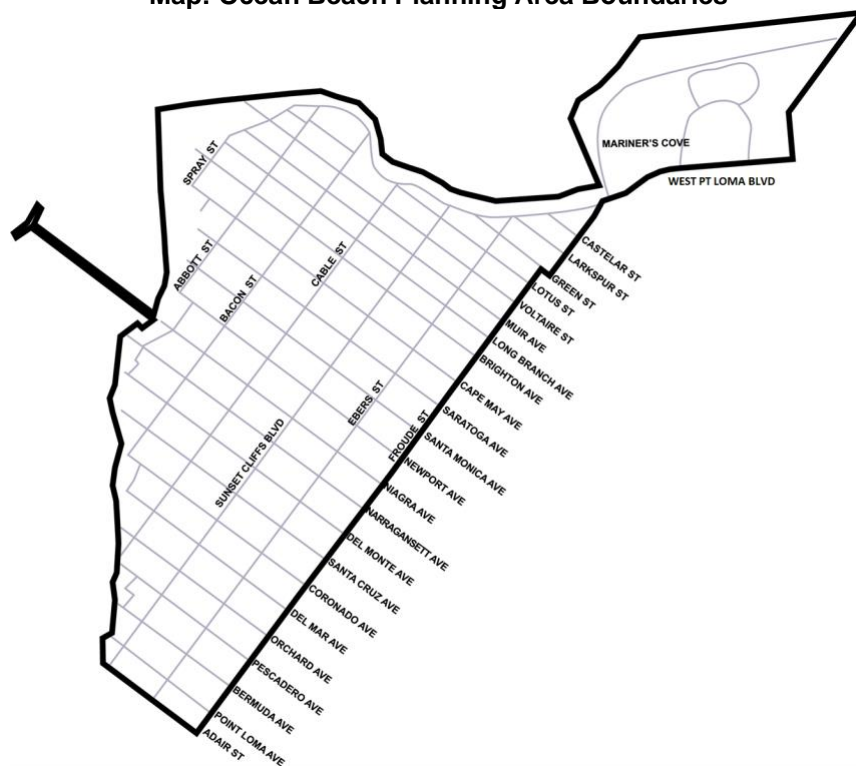 Map: Ocean Beach Planning Area Boundaries
MARINER'S COVE
WEST PT LOMA BLVD
SPRAY ST
ABBOTT ST
BACON ST
CABLE ST
SUNSET CLIFFS BLVD
EBERS ST
FROUDE ST
CASTELAR ST
LARKSPUR ST
GREEN ST
LOTUS ST
VOLTAIRE ST
MUIR AVE
LONG BRANCH AVE
BRIGHTON AVE
CAPE MAY AVE
SARATOGA AVE
SANTA MONICA AVE
NEWPORT AVE
NIAGRA AVE
NARRAGANSETT AVE
DEL MONTE AVE
SANTA CRUZ AVE
CORONADO AVE
DEL MAR AVE
ORCHARD AVE
PESCADERO AVE
BERMUDA AVE
POINT LOMA AVE
ADAIR ST